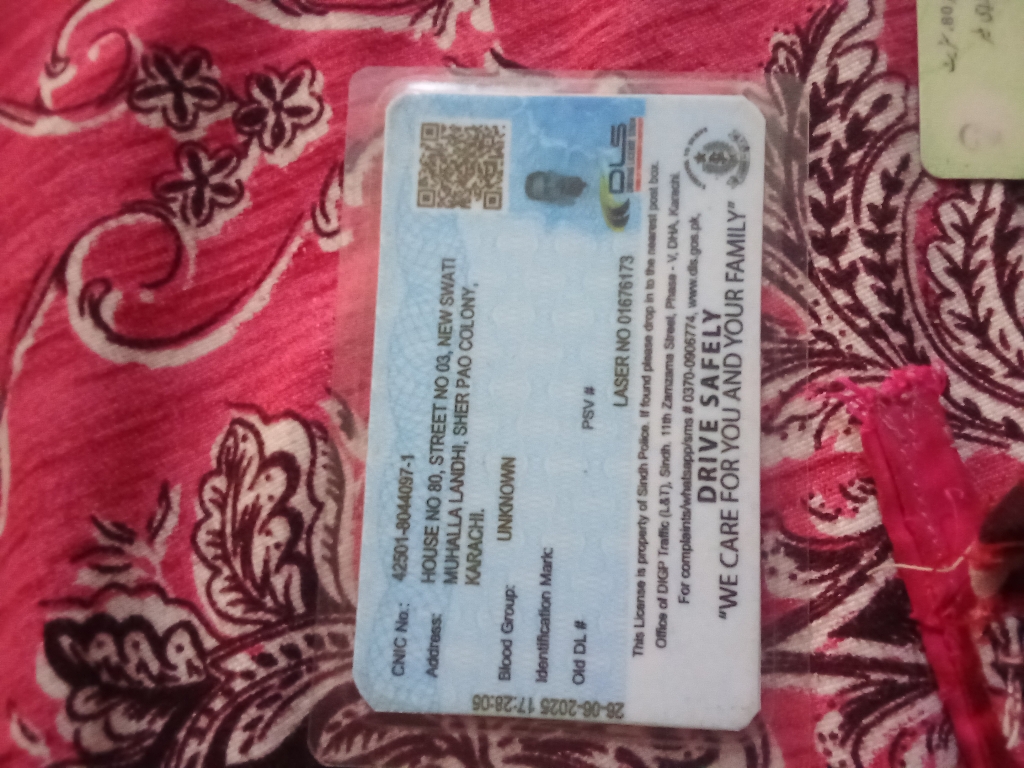 CNIC No.: 42501-8044097-1
Address: HOUSE NO 80, STREET NO 03, NEW SWATI
MUHALLA LANDHI, SHER PAO COLONY,
KARACHI.
Blood Group: UNKNOWN
Identification Mark:
Old DL # PSV #
26-06-2025 17:28:05
LASER NO 01676173
DLS
This License is property of Sindh Police. If found please drop in to the nearest post box.
Office of DIGP Traffic (L&T), Sindh. 11th Zamzama Street, Phase - V, DHA, Karachi.
For complaints/whatsapp/sms # 0370-0906774, www.dls.gos.pk,
DRIVE SAFELY
"WE CARE FOR YOU AND YOUR FAMILY"